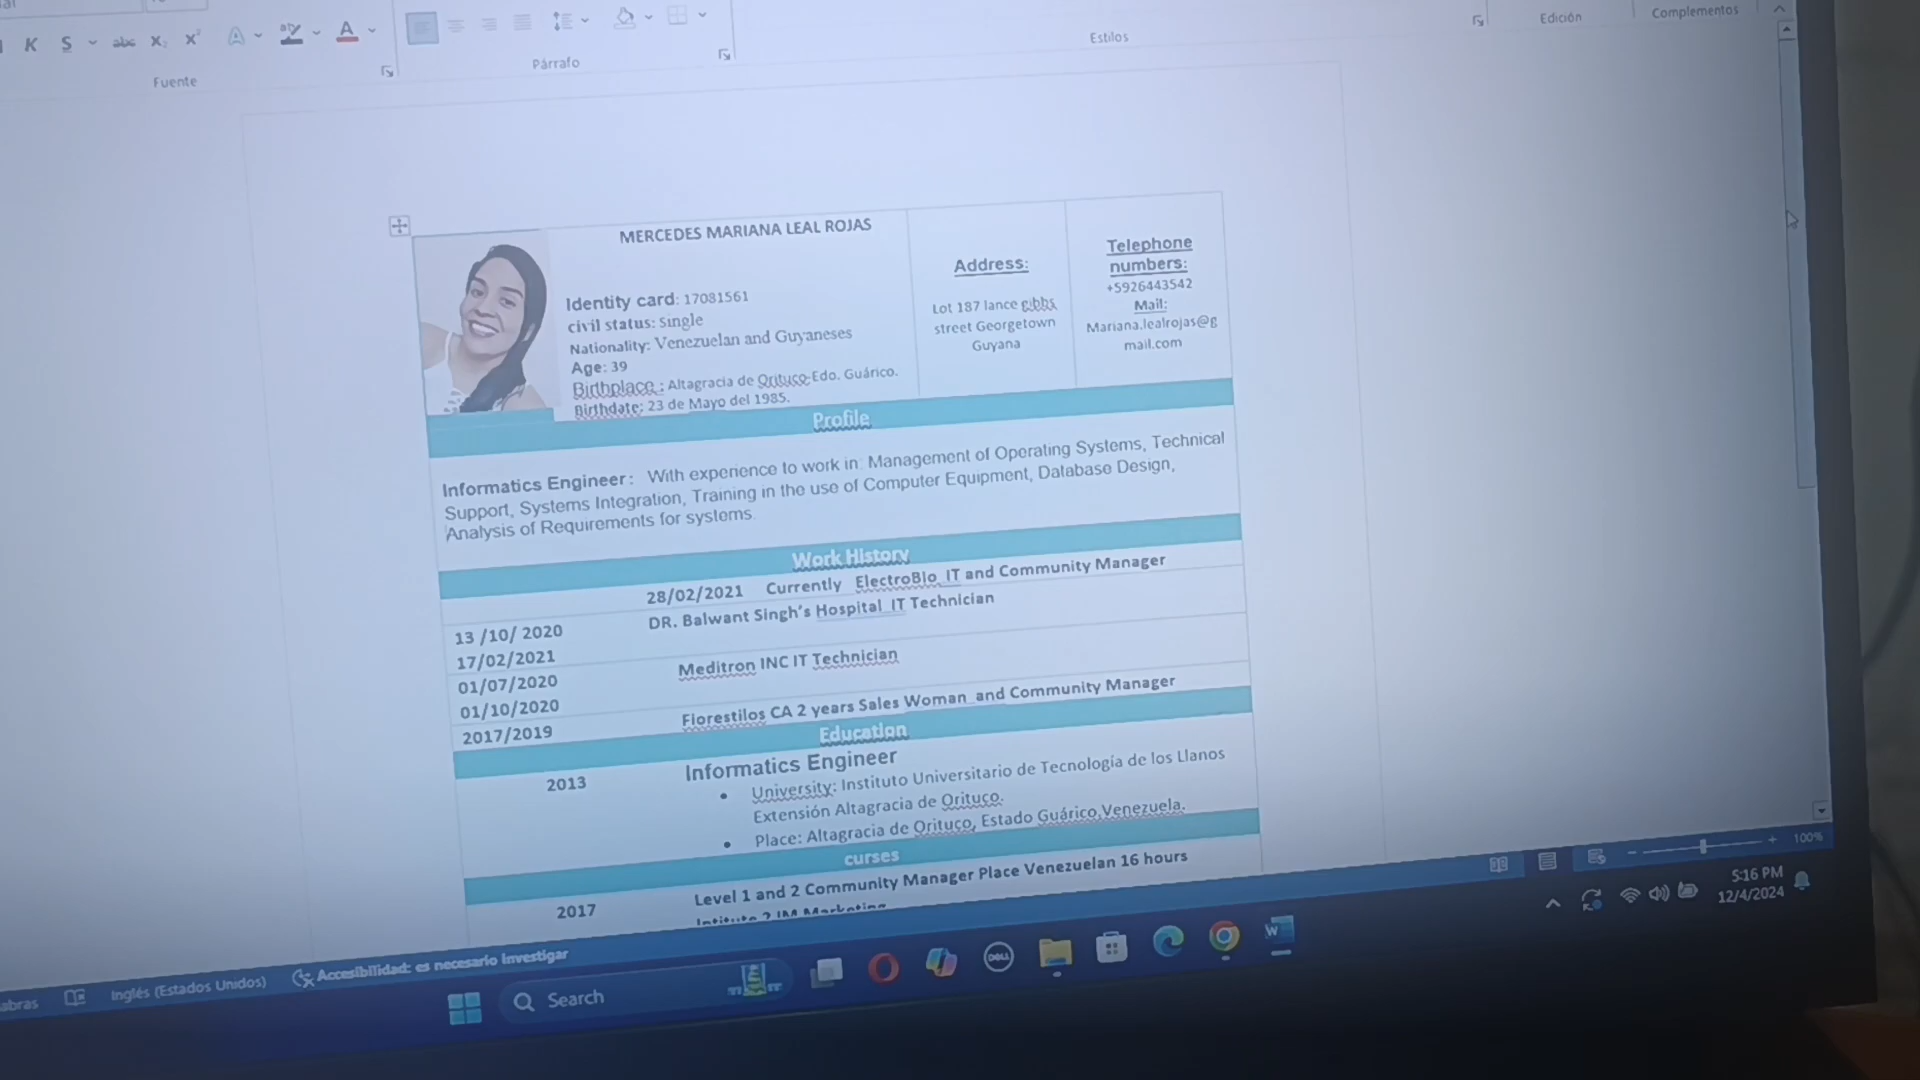 K S abc X₂ X² A A
Fuente
Párrafo
Estilos
Edición
Complementos
MERCEDES MARIANA LEAL ROJAS
Identity card: 17081561
civil status: single
Nationality: Venezuelan and Guyaneses
Age: 39
Birthplace : Altagracia de Orituco-Edo. Guárico.
Birthdate: 23 de Mayo del 1985.
Address:
Lot 187 lance gibbs
street Georgetown
Guyana
Telephone
numbers:
+5926443542
Mail:
Mariana.lealrojas@g
mail.com
Profile
Informatics Engineer: With experience to work in: Management of Operating Systems, Technical
Support, Systems Integration, Training in the use of Computer Equipment, Database Design,
Analysis of Requirements for systems.
Work History
28/02/2021 Currently ElectroBio IT and Community Manager
13 /10/ 2020 DR. Balwant Singh's Hospital IT Technician
17/02/2021
01/07/2020 Meditron INC IT Technician
01/10/2020
2017/2019 Florestilos CA 2 years Sales Woman and Community Manager
Education
2013 Informatics Engineer
• University: Instituto Universitario de Tecnología de los Llanos
Extensión Altagracia de Orituco.
• Place: Altagracia de Orituco, Estado Guárico,Venezuela.
curses
2017 Level 1 and 2 Community Manager Place Venezuelan 16 hours
abras Inglés (Estados Unidos) Accesibilidad: es necesario investigar
100%
Search
DELL
5:16 PM
12/4/2024